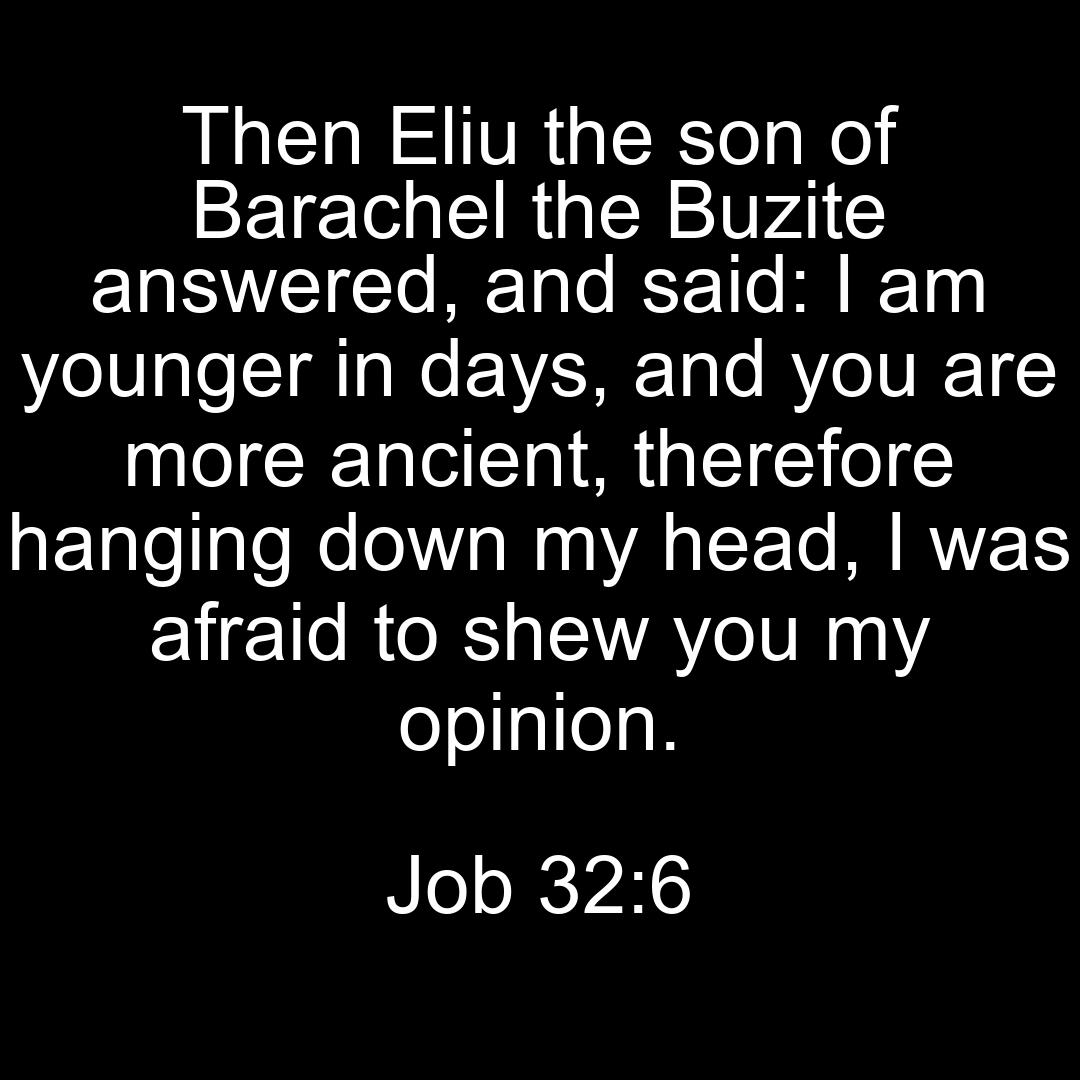 Then Eliu the son of
Barachel the Buzite
answered, and said: I am
younger in days, and you are
more ancient, therefore
hanging down my head, I was
afraid to shew you my
opinion.
Job 32:6